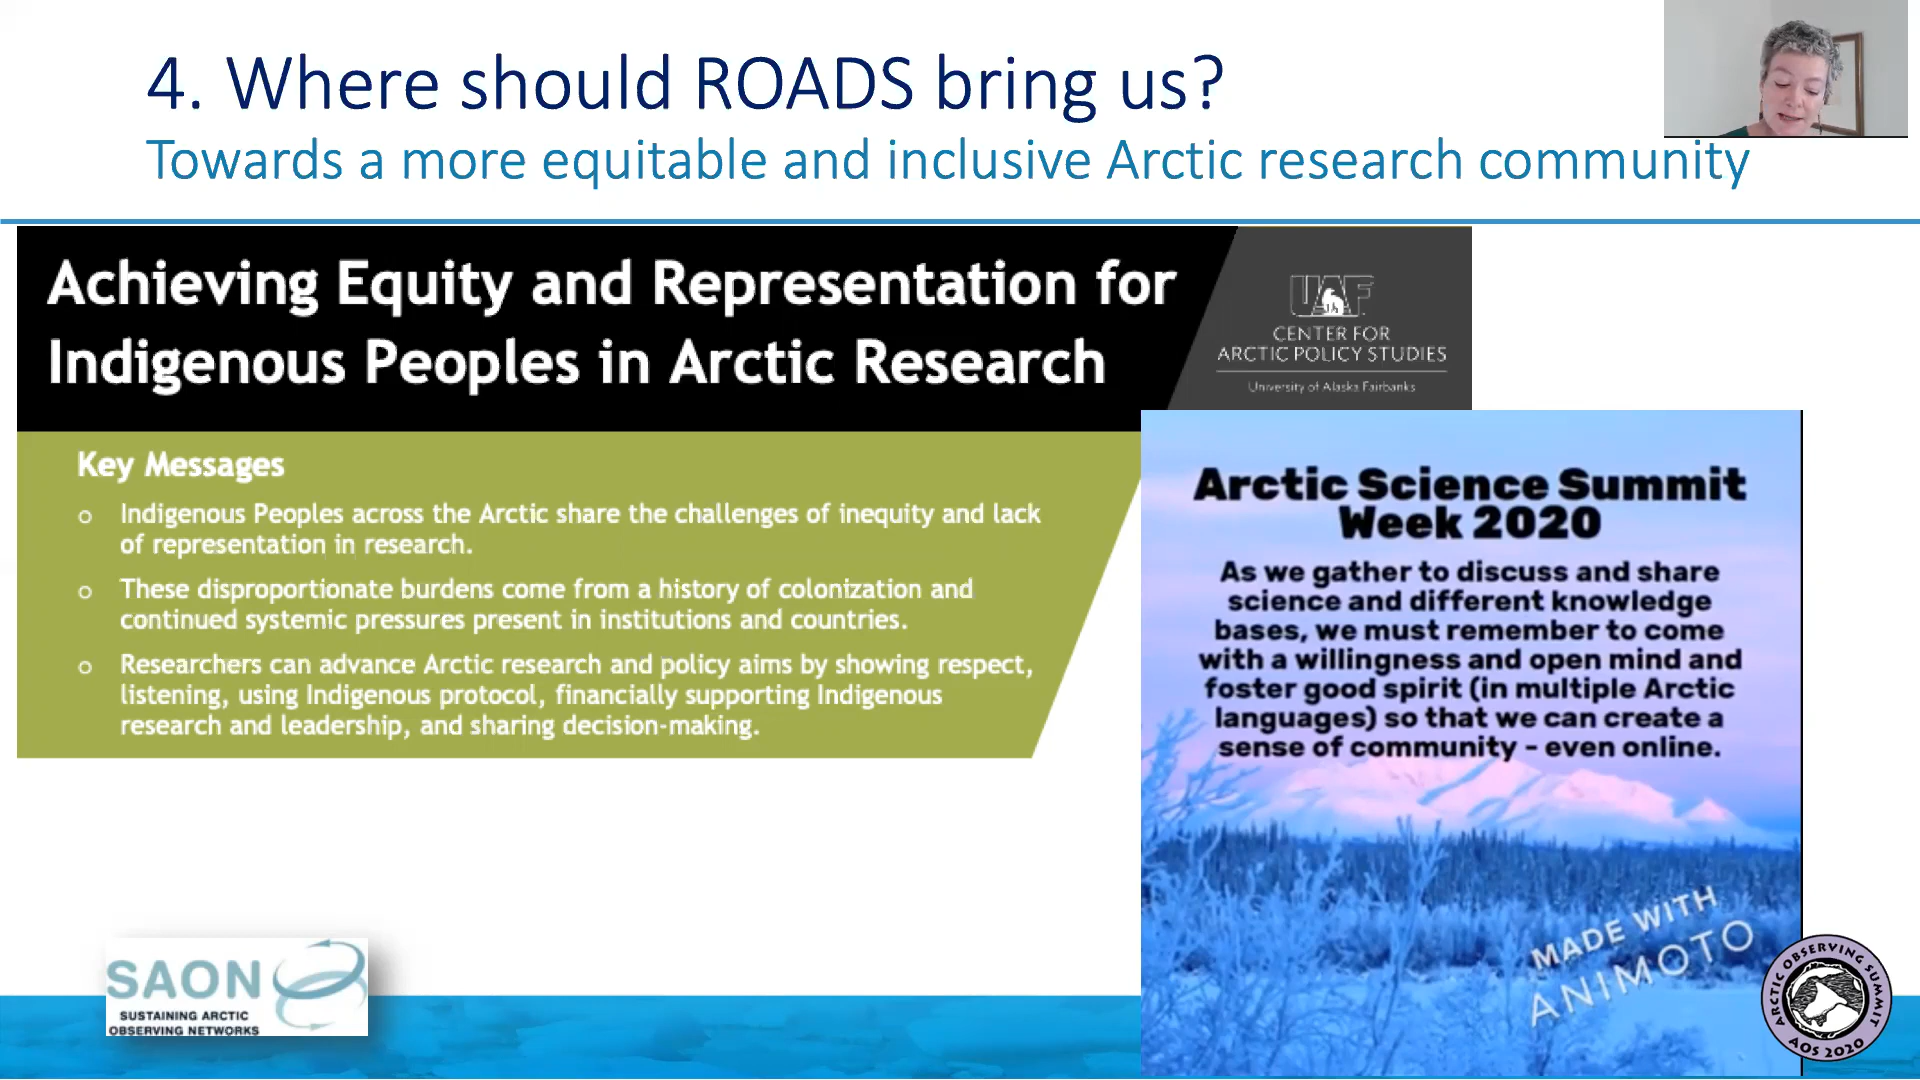 4. Where should ROADS bring us?
Towards a more equitable and inclusive Arctic research community
Achieving Equity and Representation for
Indigenous Peoples in Arctic Research
UAF
CENTER FOR
ARCTIC POLICY STUDIES
University of Alaska Fairbanks
Key Messages
o Indigenous Peoples across the Arctic share the challenges of inequity and lack
of representation in research.
o These disproportionate burdens come from a history of colonization and
continued systemic pressures present in institutions and countries.
o Researchers can advance Arctic research and policy aims by showing respect,
listening, using Indigenous protocol, financially supporting Indigenous
research and leadership, and sharing decision-making.
Arctic Science Summit
Week 2020
As we gather to discuss and share
science and different knowledge
bases, we must remember to come
with a willingness and open mind and
foster good spirit (in multiple Arctic
languages) so that we can create a
sense of community - even online.
MADE WITH
ANIMOTO
SAON
SUSTAINING ARCTIC
OBSERVING NETWORKS
ARCTIC OBSERVING SUMMIT
AOS 2020